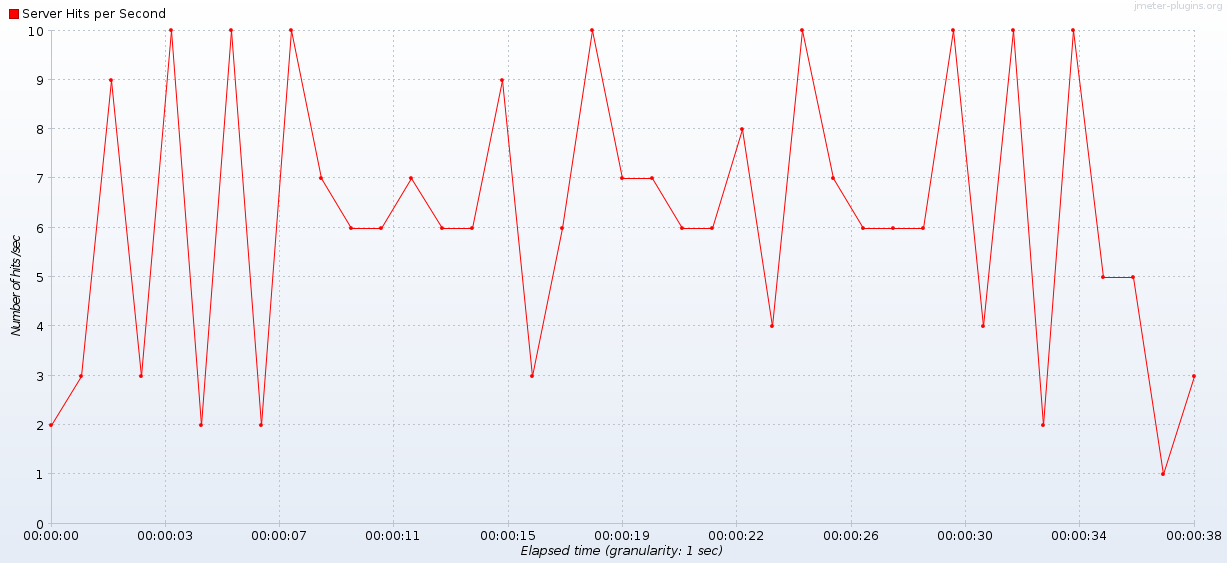 jmeter-plugins.org
Server Hits per Second
10
9
8
7
6
5
4
3
2
1
0
Number of hits /sec
00:00:00 00:00:03 00:00:07 00:00:11 00:00:15 00:00:19 00:00:22 00:00:26 00:00:30 00:00:34 00:00:38
Elapsed time (granularity: 1 sec)